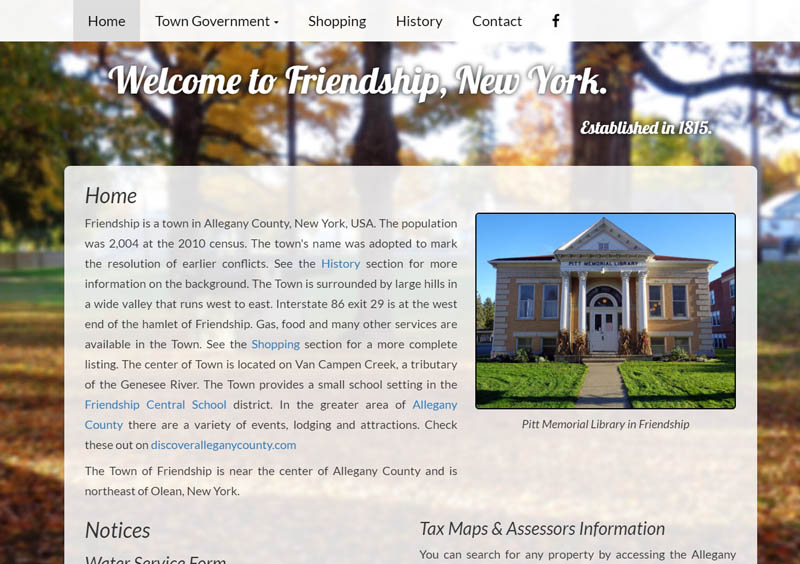 Home Town Government Shopping History Contact
Welcome to Friendship, New York.
Established in 1815.
Home
Friendship is a town in Allegany County, New York, USA. The population
was 2,004 at the 2010 census. The town's name was adopted to mark
the resolution of earlier conflicts. See the History section for more
information on the background. The Town is surrounded by large hills in
a wide valley that runs west to east. Interstate 86 exit 29 is at the west
end of the hamlet of Friendship. Gas, food and many other services are
available in the Town. See the Shopping section for a more complete
listing. The center of Town is located on Van Campen Creek, a tributary
of the Genesee River. The Town provides a small school setting in the
Friendship Central School district. In the greater area of Allegany
County there are a variety of events, lodging and attractions. Check
these out on discoveralleganycounty.com
The Town of Friendship is near the center of Allegany County and is
northeast of Olean, New York.
PITT MEMORIAL LIBRARY
Pitt Memorial Library in Friendship
Notices
Water Service Form
Tax Maps & Assessors Information
You can search for any property by accessing the Allegany